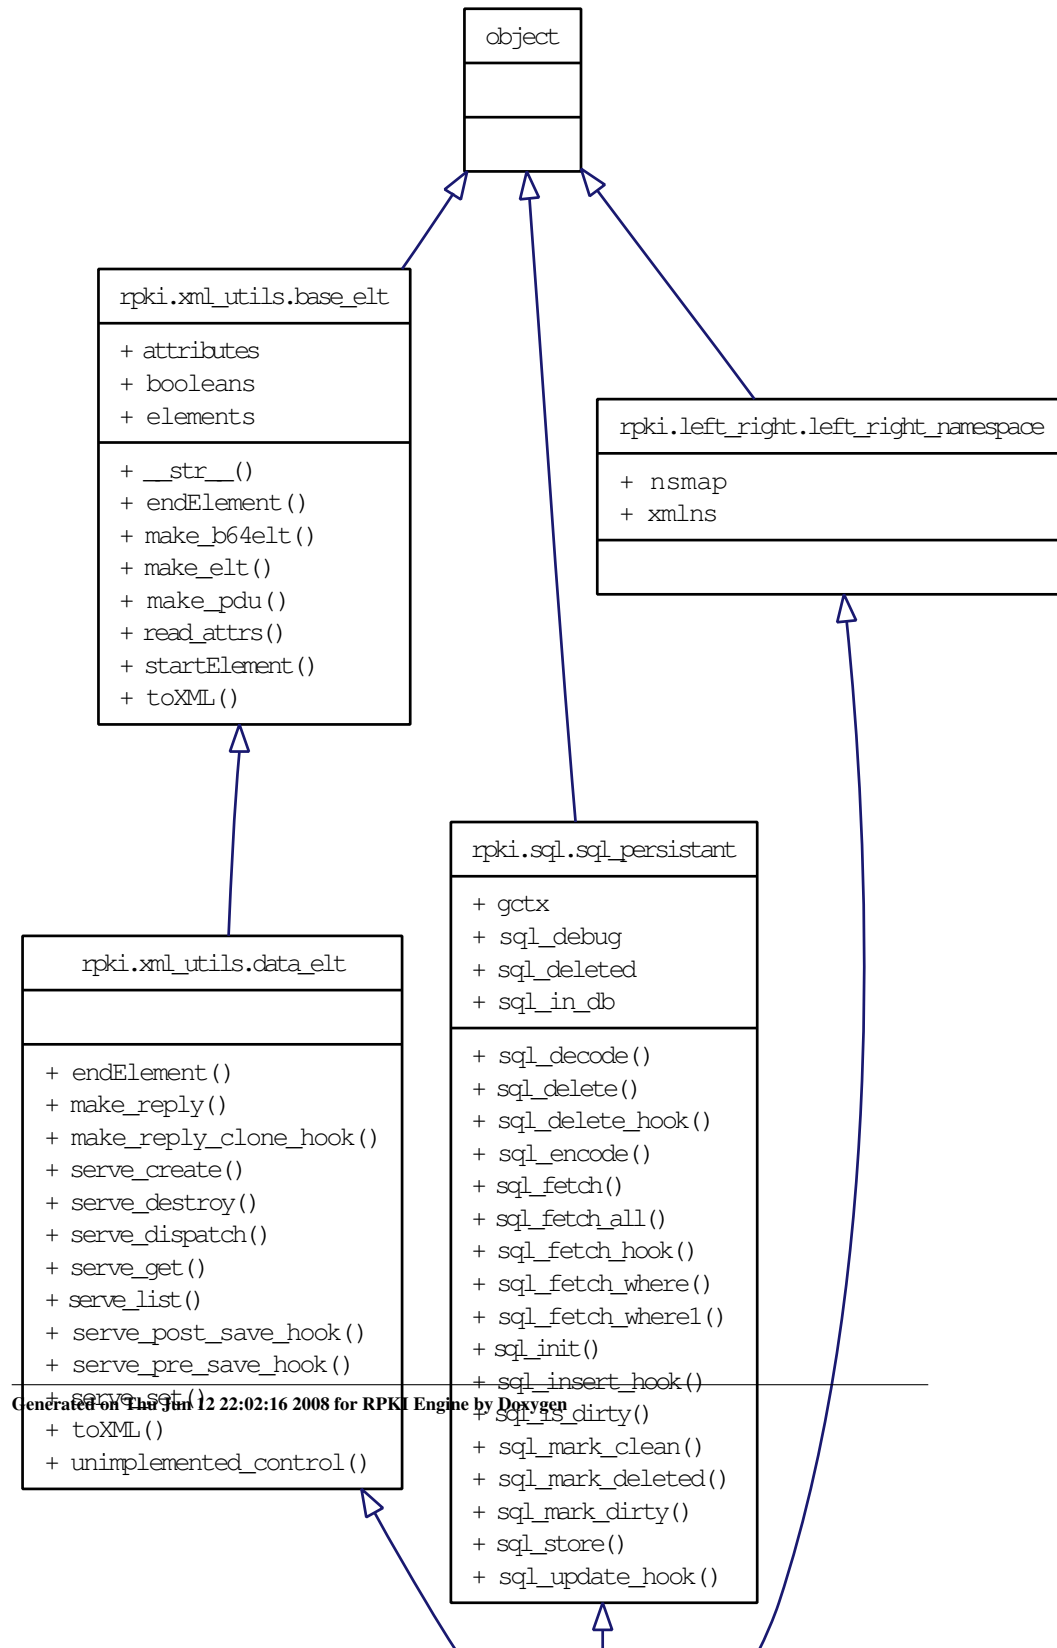 object
rpki.xml_utils.base_elt
+ attributes
+ booleans
+ elements
+ __str__()
+ endElement()
+ make_b64elt()
+ make_elt()
+ make_pdu()
+ read_attrs()
+ startElement()
+ toXML()
rpki.left_right.left_right_namespace
+ nsmap
+ xmlns
rpki.sql.sql_persistant
+ gctx
+ sql_debug
+ sql_deleted
+ sql_in_db
+ sql_decode()
+ sql_delete()
+ sql_delete_hook()
+ sql_encode()
+ sql_fetch()
+ sql_fetch_all()
+ sql_fetch_hook()
+ sql_fetch_where()
+ sql_fetch_where1()
+ sql_init()
+ sql_insert_hook()
+ sql_is_dirty()
+ sql_mark_clean()
+ sql_mark_deleted()
+ sql_mark_dirty()
+ sql_store()
+ sql_update_hook()
rpki.xml_utils.data_elt
+ endElement()
+ make_reply()
+ make_reply_clone_hook()
+ serve_create()
+ serve_destroy()
+ serve_dispatch()
+ serve_get()
+ serve_list()
+ serve_post_save_hook()
+ serve_pre_save_hook()
+ serve_set()
+ toXML()
+ unimplemented_control()
Generated on Thu Jun 12 22:02:16 2008 for RPKI Engine by Doxygen